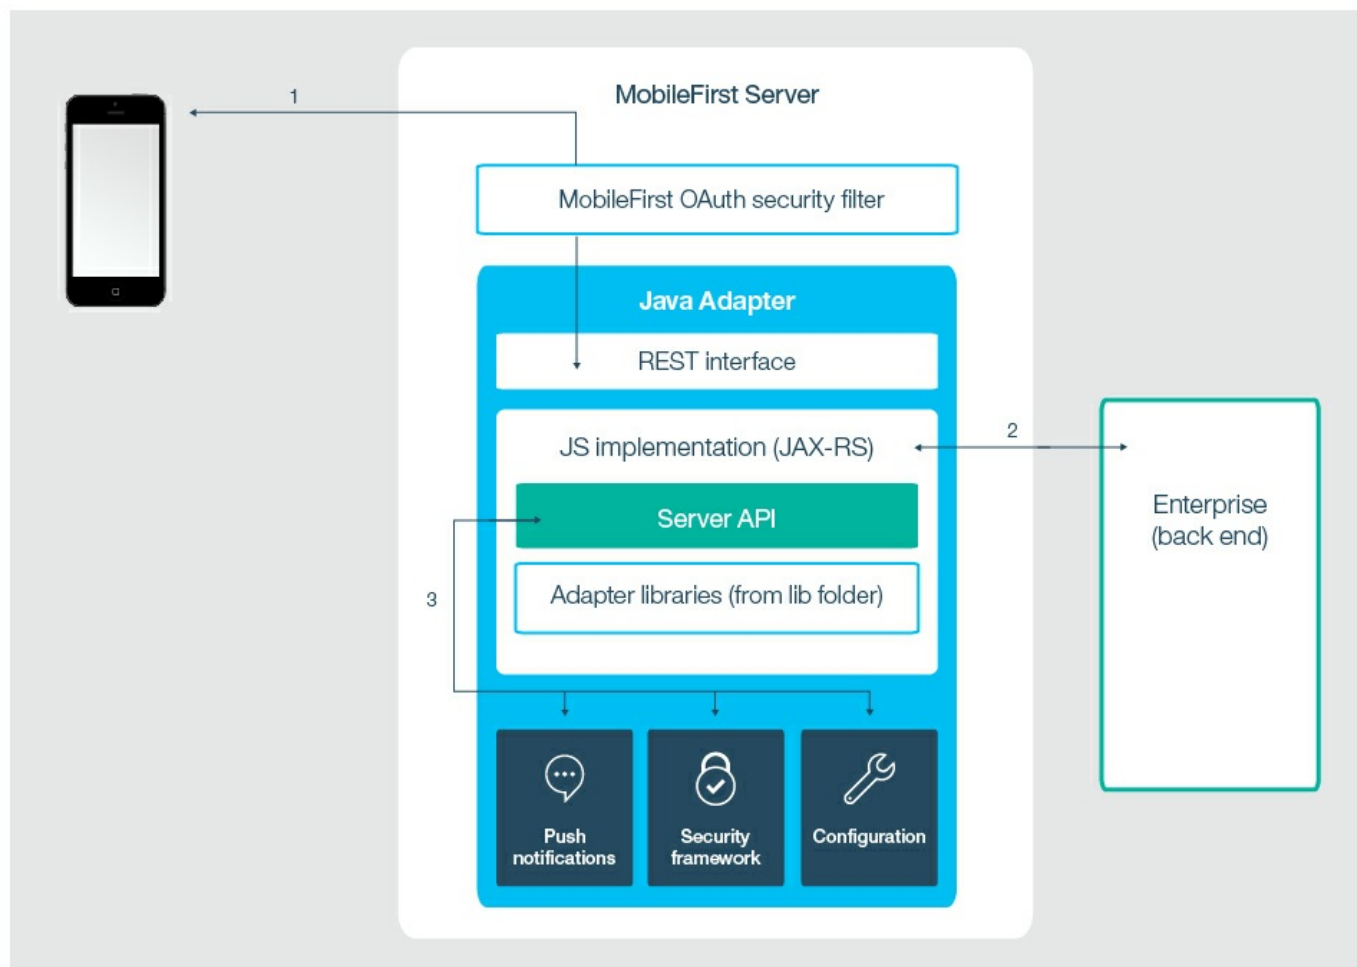 1
MobileFirst Server
MobileFirst OAuth security filter
Java Adapter
REST interface
JS implementation (JAX-RS)
2
Server API
Enterprise
(back end)
3
Adapter libraries (from lib folder)
Push
notifications
Security
framework
Configuration